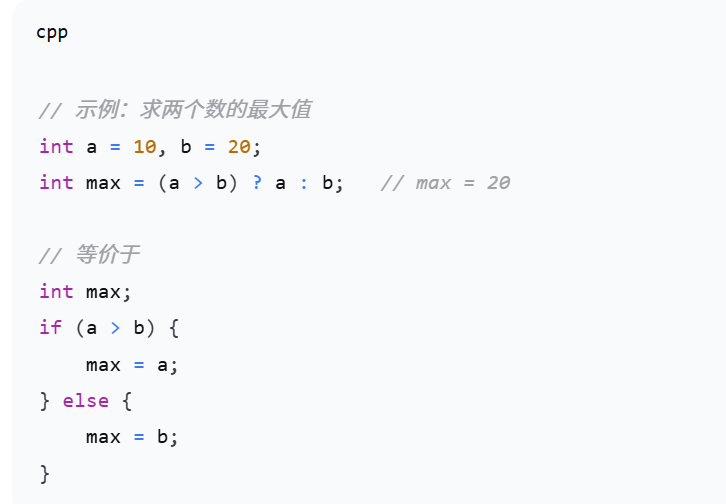 cpp
// 示例：求两个数的最大值
int a = 10, b = 20;
int max = (a > b) ? a : b;   // max = 20
// 等价于
int max;
if (a > b) {
    max = a;
} else {
    max = b;
}